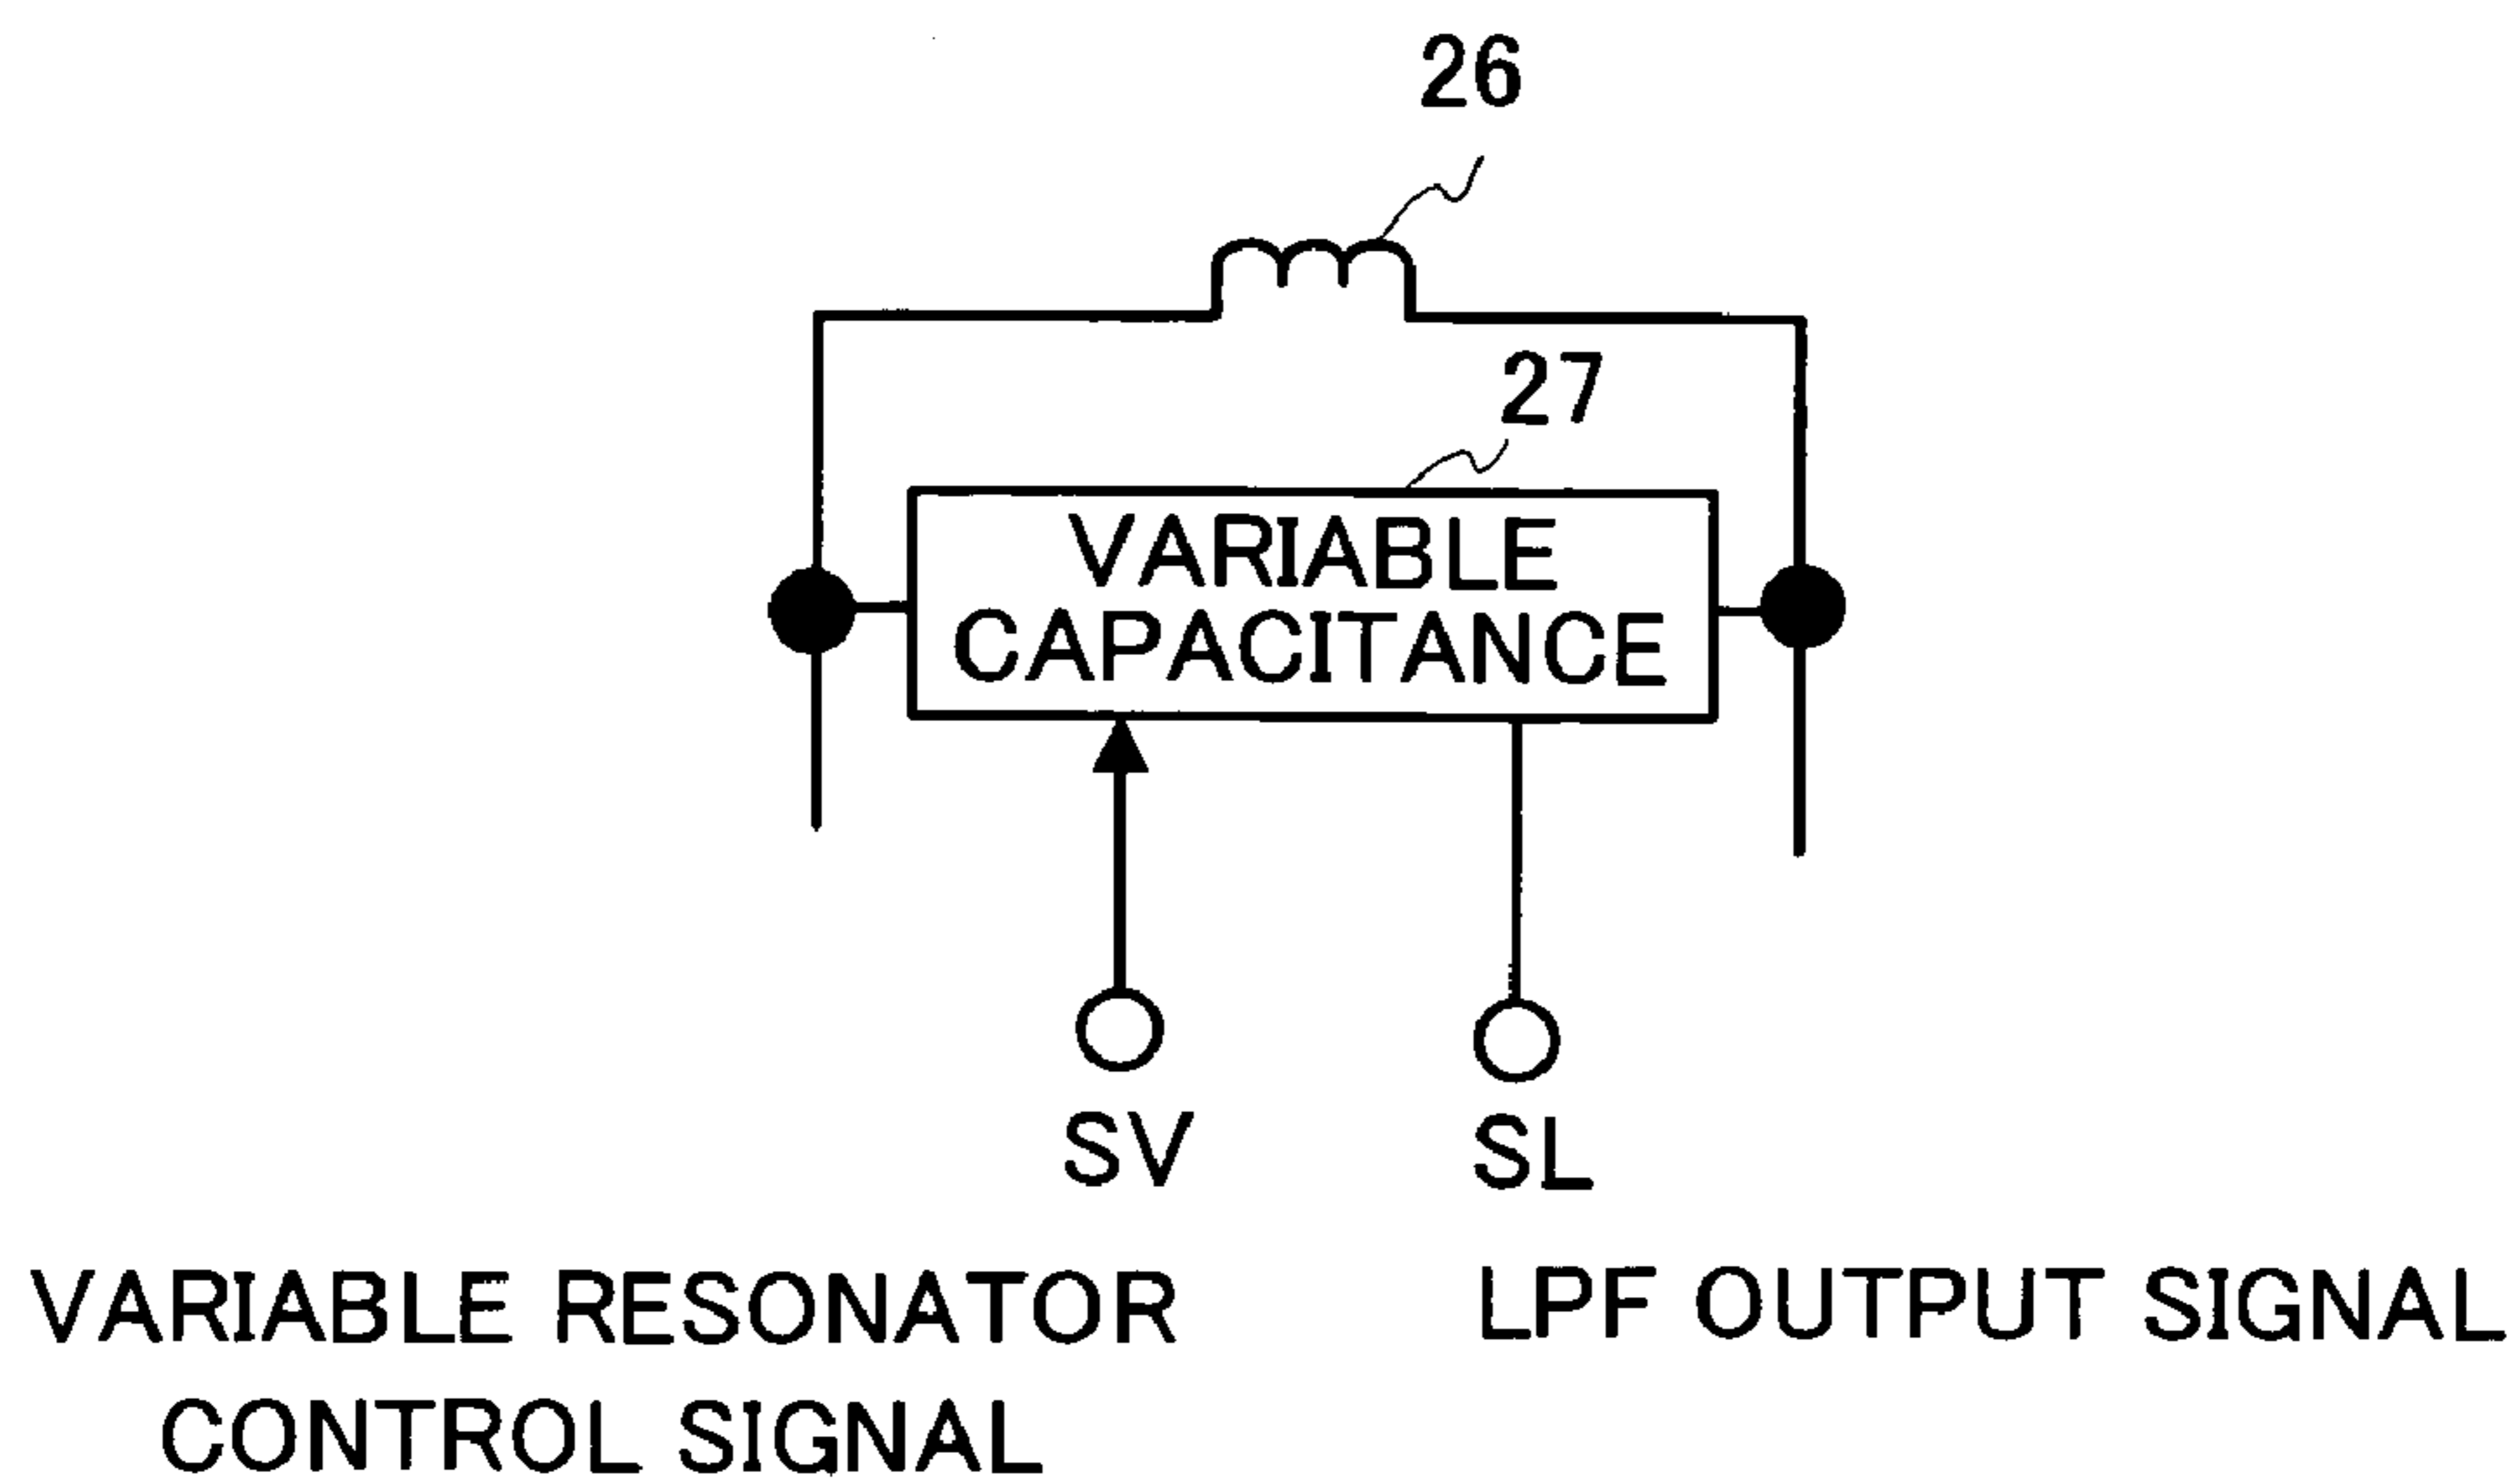 26
27
VARIABLE
CAPACITANCE
SV
SL
VARIABLE RESONATOR
CONTROL SIGNAL
LPF OUTPUT SIGNAL